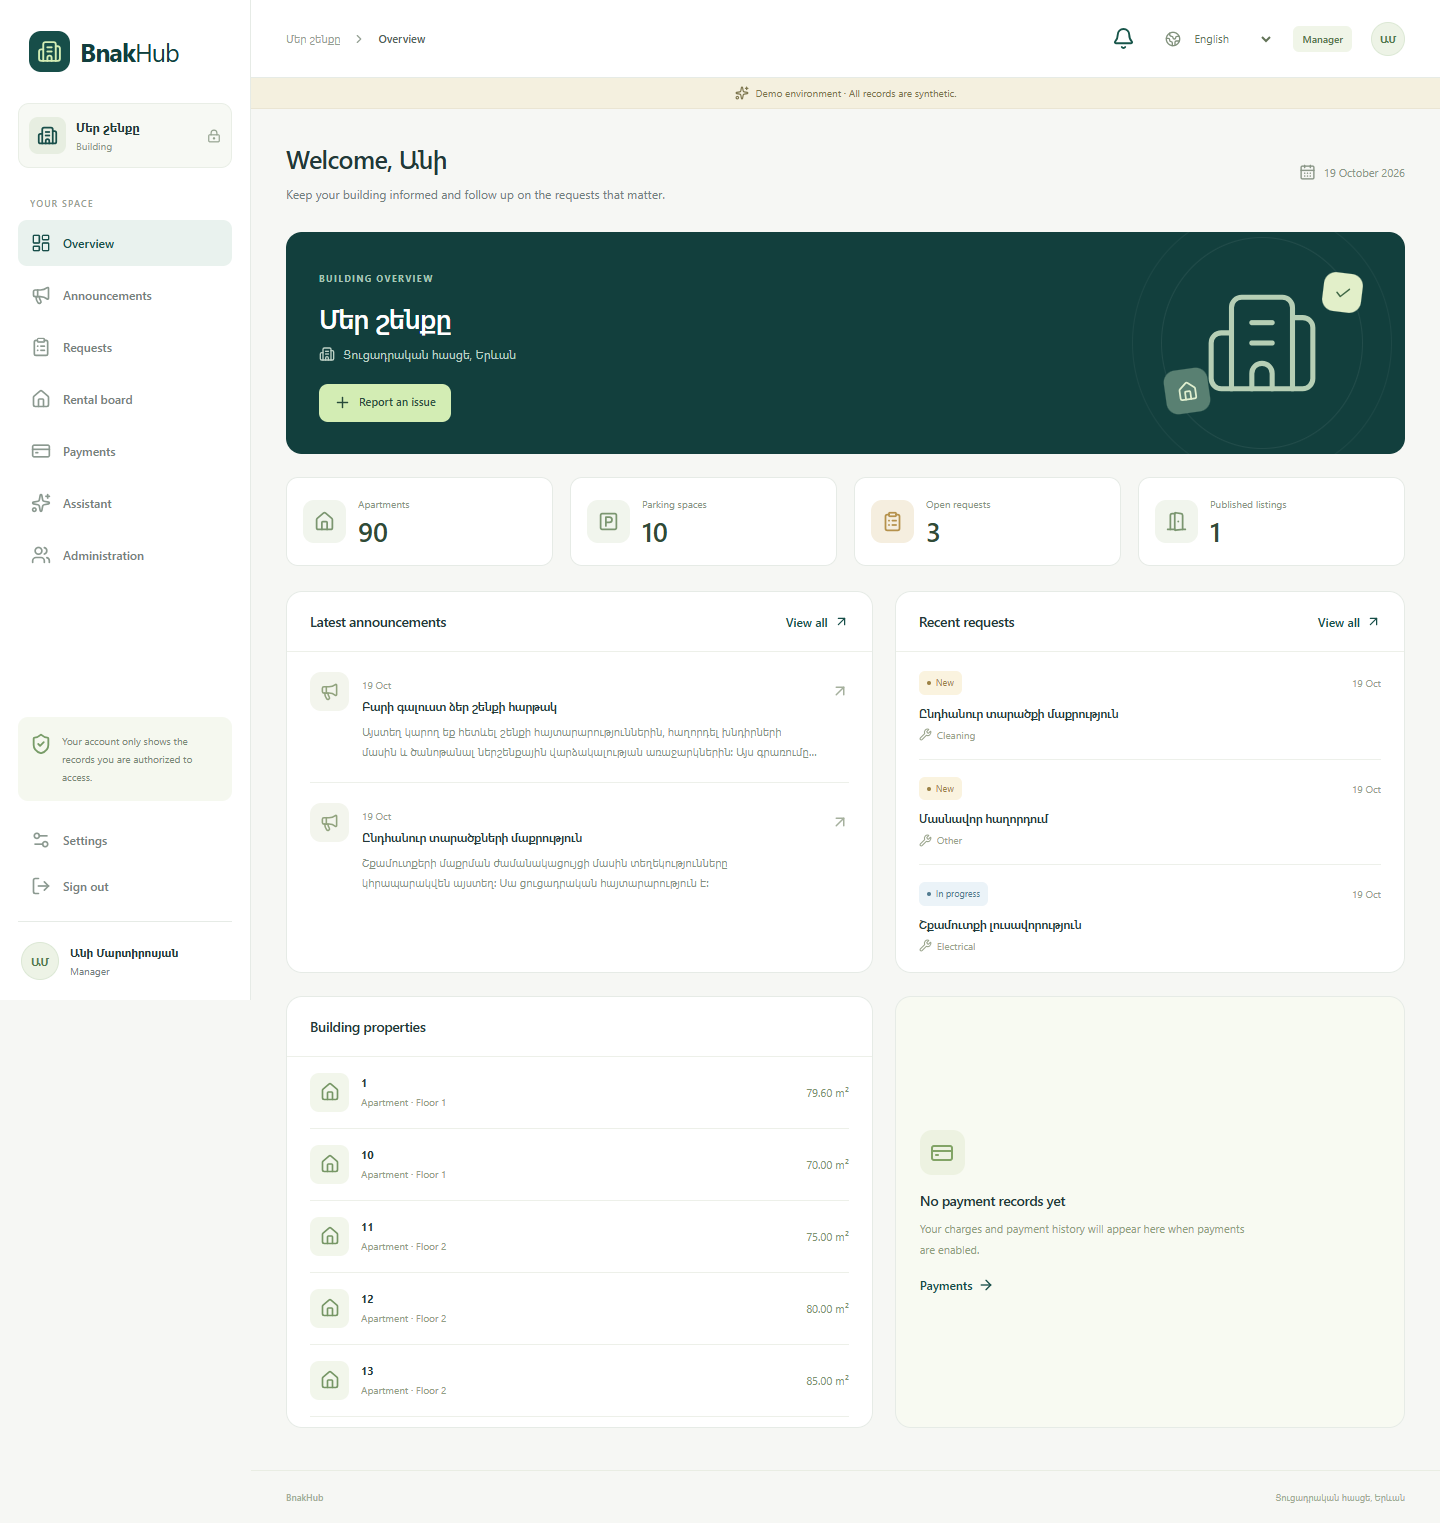 BnakHub
Մեր շենքը
Building
YOUR SPACE
Overview
Announcements
Requests
Rental board
Payments
Assistant
Administration
Your account only shows the
records you are authorized to
access.
Settings
Sign out
ԱՄ
Անի Մարտիրոսյան
Manager
Մեր շենքը
Overview
English
Manager
ԱՄ
Demo environment · All records are synthetic.
Welcome, Անի
Keep your building informed and follow up on the requests that matter.
19 October 2026
BUILDING OVERVIEW
Մեր շենքը
Ցուցադրական հասցե, Երևան
Report an issue
Apartments
90
Parking spaces
10
Open requests
3
Published listings
1
Latest announcements
View all
19 Oct
Բարի գալուստ ձեր շենքի հարթակ
Այստեղ կարող եք հետևել շենքի հայտարարություններին, հաղորդել խնդիրների
մասին և ծանոթանալ ներշենքային վարձակալության առաջարկներին: Այս գրառումը...
19 Oct
Ընդհանուր տարածքների մաքրություն
Շքամուտքերի մաքրման ժամանակացույցի մասին տեղեկությունները
կհրապարակվեն այստեղ: Սա ցուցադրական հայտարարություն է:
Recent requests
View all
New
19 Oct
Ընդհանուր տարածքի մաքրություն
Cleaning
New
19 Oct
Մասնավոր հաղորդում
Other
In progress
19 Oct
Շքամուտքի լուսավորություն
Electrical
Building properties
1
Apartment · Floor 1
79.60 m²
10
Apartment · Floor 1
70.00 m²
11
Apartment · Floor 2
75.00 m²
12
Apartment · Floor 2
80.00 m²
13
Apartment · Floor 2
85.00 m²
No payment records yet
Your charges and payment history will appear here when payments
are enabled.
Payments
BnakHub
Ցուցադրական հասցե, Երևան